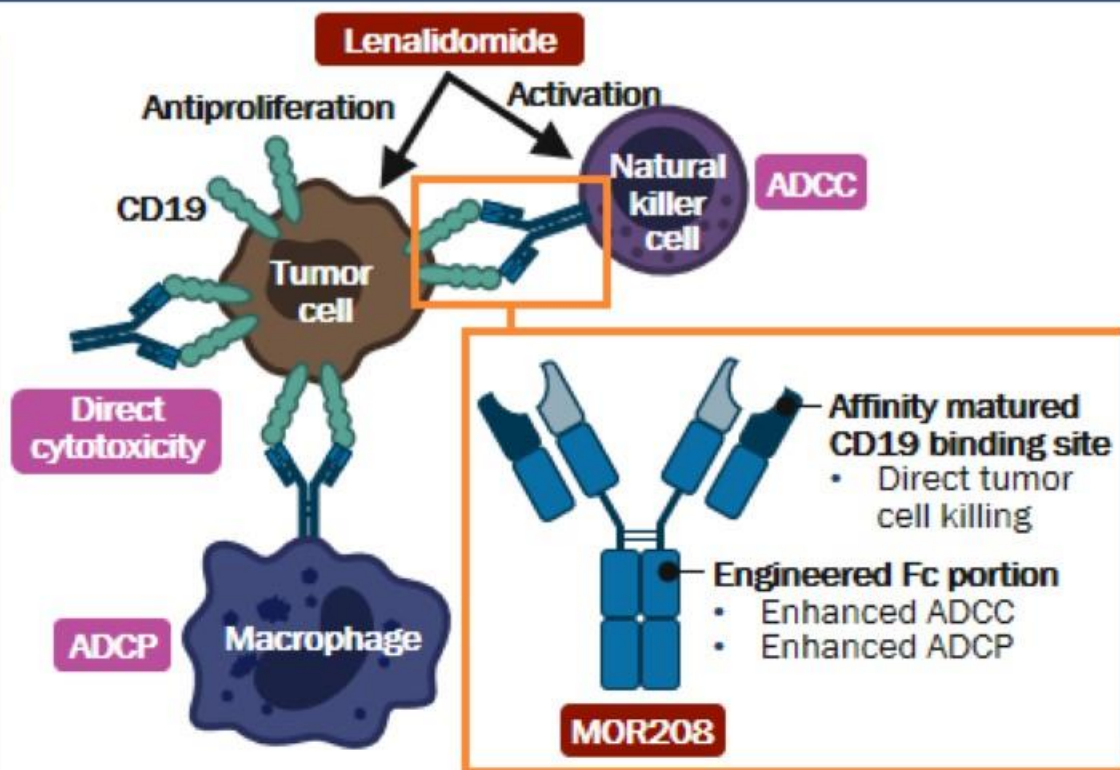 Lenalidomide
Antiproliferation
Activation
CD19
Natural
killer
cell
ADCC
Tumor
cell
Direct
cytotoxicity
Affinity matured
CD19 binding site
• Direct tumor
cell killing
Engineered Fc portion
• Enhanced ADCC
• Enhanced ADCP
ADCP
Macrophage
MOR208